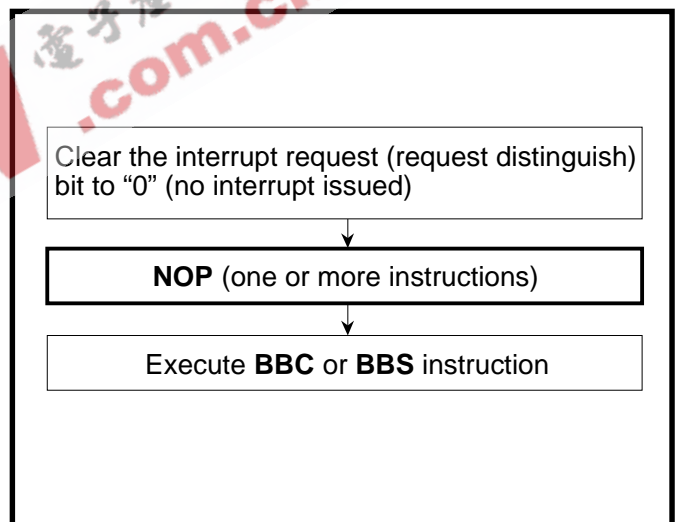 .com.c
Clear the interrupt request (request distinguish)
bit to “0” (no interrupt issued)
NOP (one or more instructions)
Execute BBC or BBS instruction